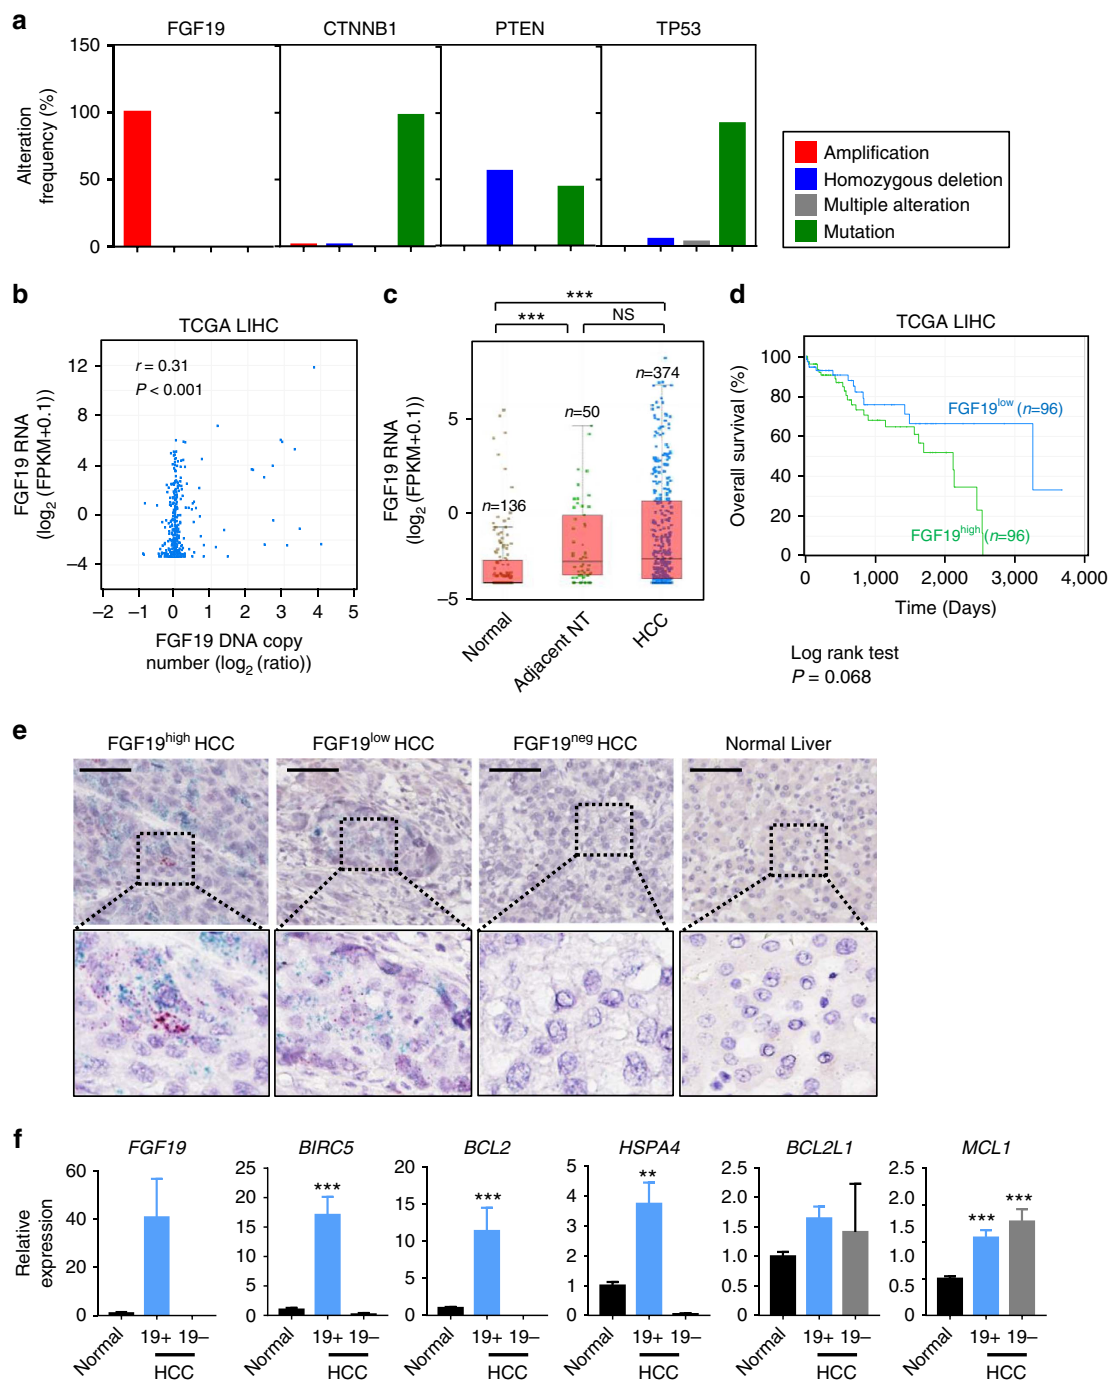 a
FGF19 CTNNB1 PTEN TP53
Alteration
frequency (%)
150
100
50
0
Amplification
Homozygous deletion
Multiple alteration
Mutation
b
TCGA LIHC
r = 0.31
P < 0.001
FGF19 RNA
(log2 (FPKM+0.1))
12
8
4
0
−4
−2 −1 0 1 2 3 4 5
FGF19 DNA copy
number (log2 (ratio))
c
***
*** NS
n=374
n=50
n=136
FGF19 RNA
(log2 (FPKM+0.1))
5
0
−5
Normal
Adjacent NT
HCC
d
TCGA LIHC
Overall survival (%)
100
80
60
40
20
0
FGF19low (n=96)
FGF19high (n=96)
0 1,000 2,000 3,000 4,000
Time (Days)
Log rank test
P = 0.068
e
FGF19high HCC FGF19low HCC FGF19neg HCC Normal Liver
f
Relative
expression
FGF19
60
40
20
0
Normal 19+ 19−
HCC
BIRC5
25
20
15
10
5
0
***
Normal 19+ 19−
HCC
BCL2
20
15
10
5
0
***
Normal 19+ 19−
HCC
HSPA4
5
4
3
2
1
0
**
Normal 19+ 19−
HCC
BCL2L1
2.5
2.0
1.5
1.0
0.5
0
Normal 19+ 19−
HCC
MCL1
2.5
2.0
1.5
1.0
0.5
0
*** ***
Normal 19+ 19−
HCC